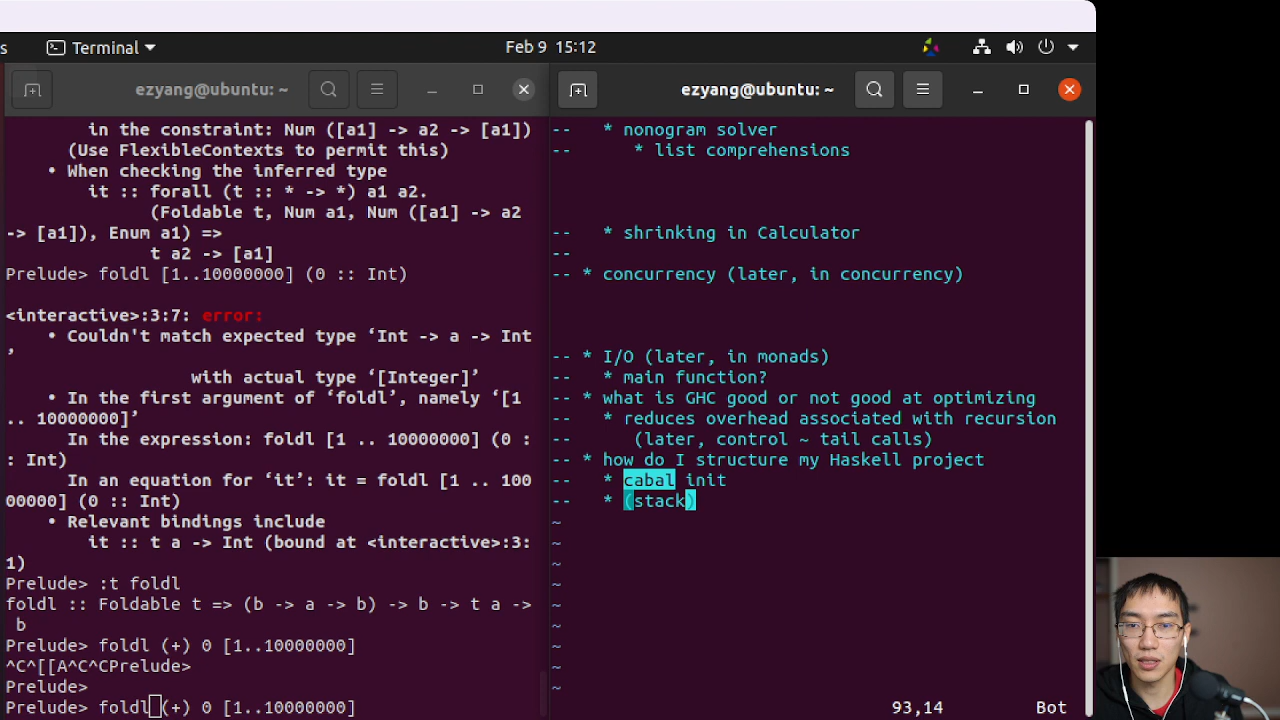 s Terminal Feb 9 15:12
ezyang@ubuntu: ~
in the constraint: Num ([a1] -> a2 -> [a1])
(Use FlexibleContexts to permit this)
• When checking the inferred type
it :: forall (t :: * -> *) a1 a2.
(Foldable t, Num a1, Num ([a1] -> a2
-> [a1]), Enum a1) =>
t a2 -> [a1]
Prelude> foldl [1..10000000] (0 :: Int)
<interactive>:3:7: error:
• Couldn't match expected type ‘Int -> a -> Int
’
with actual type ‘[Integer]’
• In the first argument of ‘foldl’, namely ‘[1
.. 10000000]’
In the expression: foldl [1 .. 10000000] (0 :
: Int)
In an equation for ‘it’: it = foldl [1 .. 100
00000] (0 :: Int)
• Relevant bindings include
it :: t a -> Int (bound at <interactive>:3:
1)
Prelude> :t foldl
foldl :: Foldable t => (b -> a -> b) -> b -> t a ->
b
Prelude> foldl (+) 0 [1..10000000]
^C^[[A^C^CPrelude>
Prelude>
Prelude> foldl (+) 0 [1..10000000]
ezyang@ubuntu: ~
-- * nonogram solver
-- * list comprehensions
-- * shrinking in Calculator
--
-- * concurrency (later, in concurrency)
-- * I/O (later, in monads)
-- * main function?
-- * what is GHC good or not good at optimizing
-- * reduces overhead associated with recursion
-- (later, control ~ tail calls)
-- * how do I structure my Haskell project
-- * cabal init
-- * (stack)
~
~
~
~
~
~
~
~
~
93,14 Bot